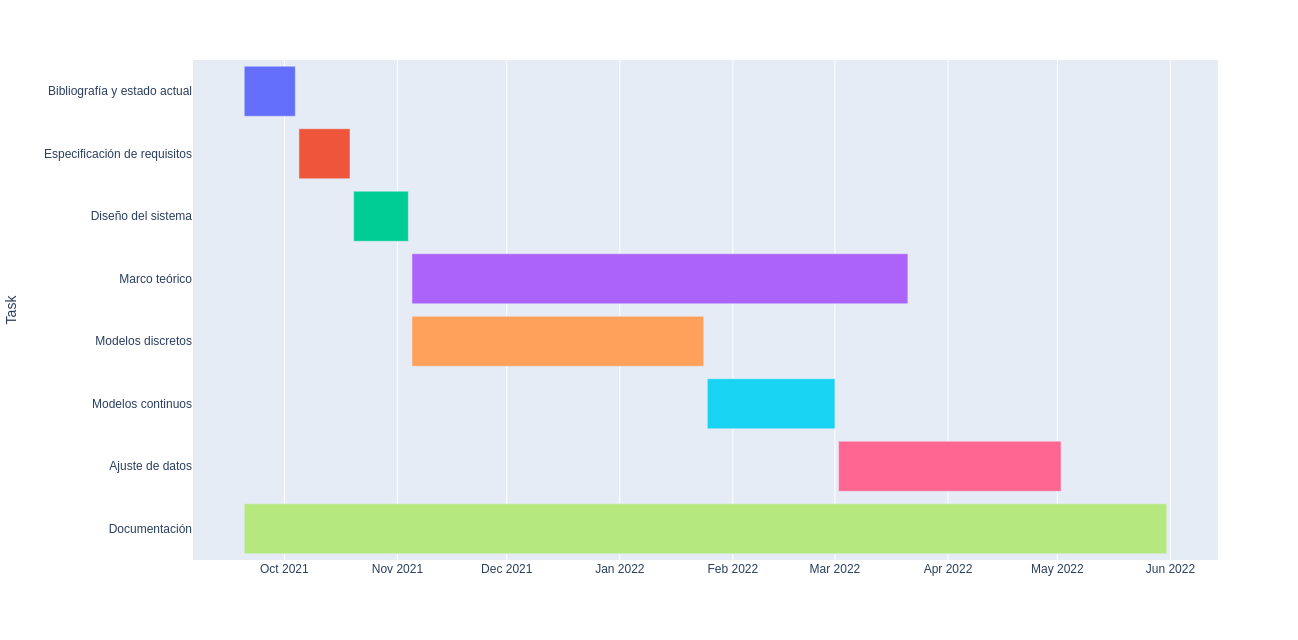 Task
Bibliografía y estado actual
Especificación de requisitos
Diseño del sistema
Marco teórico
Modelos discretos
Modelos continuos
Ajuste de datos
Documentación
Oct 2021 Nov 2021 Dec 2021 Jan 2022 Feb 2022 Mar 2022 Apr 2022 May 2022 Jun 2022